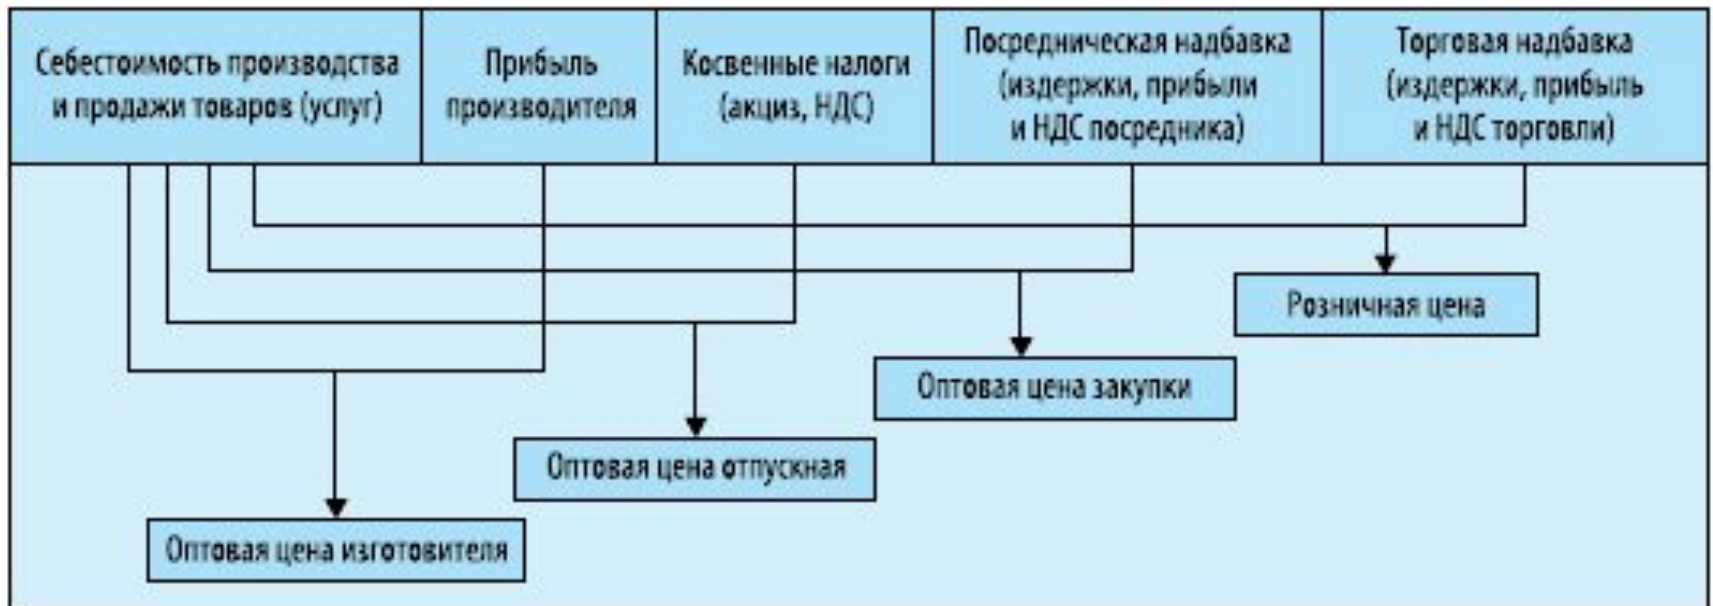 Себестоимость производства
и продажи товаров (услуг)
Прибыль
производителя
Косвенные налоги
(акциз, НДС)
Посредническая надбавка
(издержки, прибыли
и НДС посредника)
Торговая надбавка
(издержки, прибыль
и НДС торговли)
Розничная цена
Оптовая цена закупки
Оптовая цена отпускная
Оптовая цена изготовителя